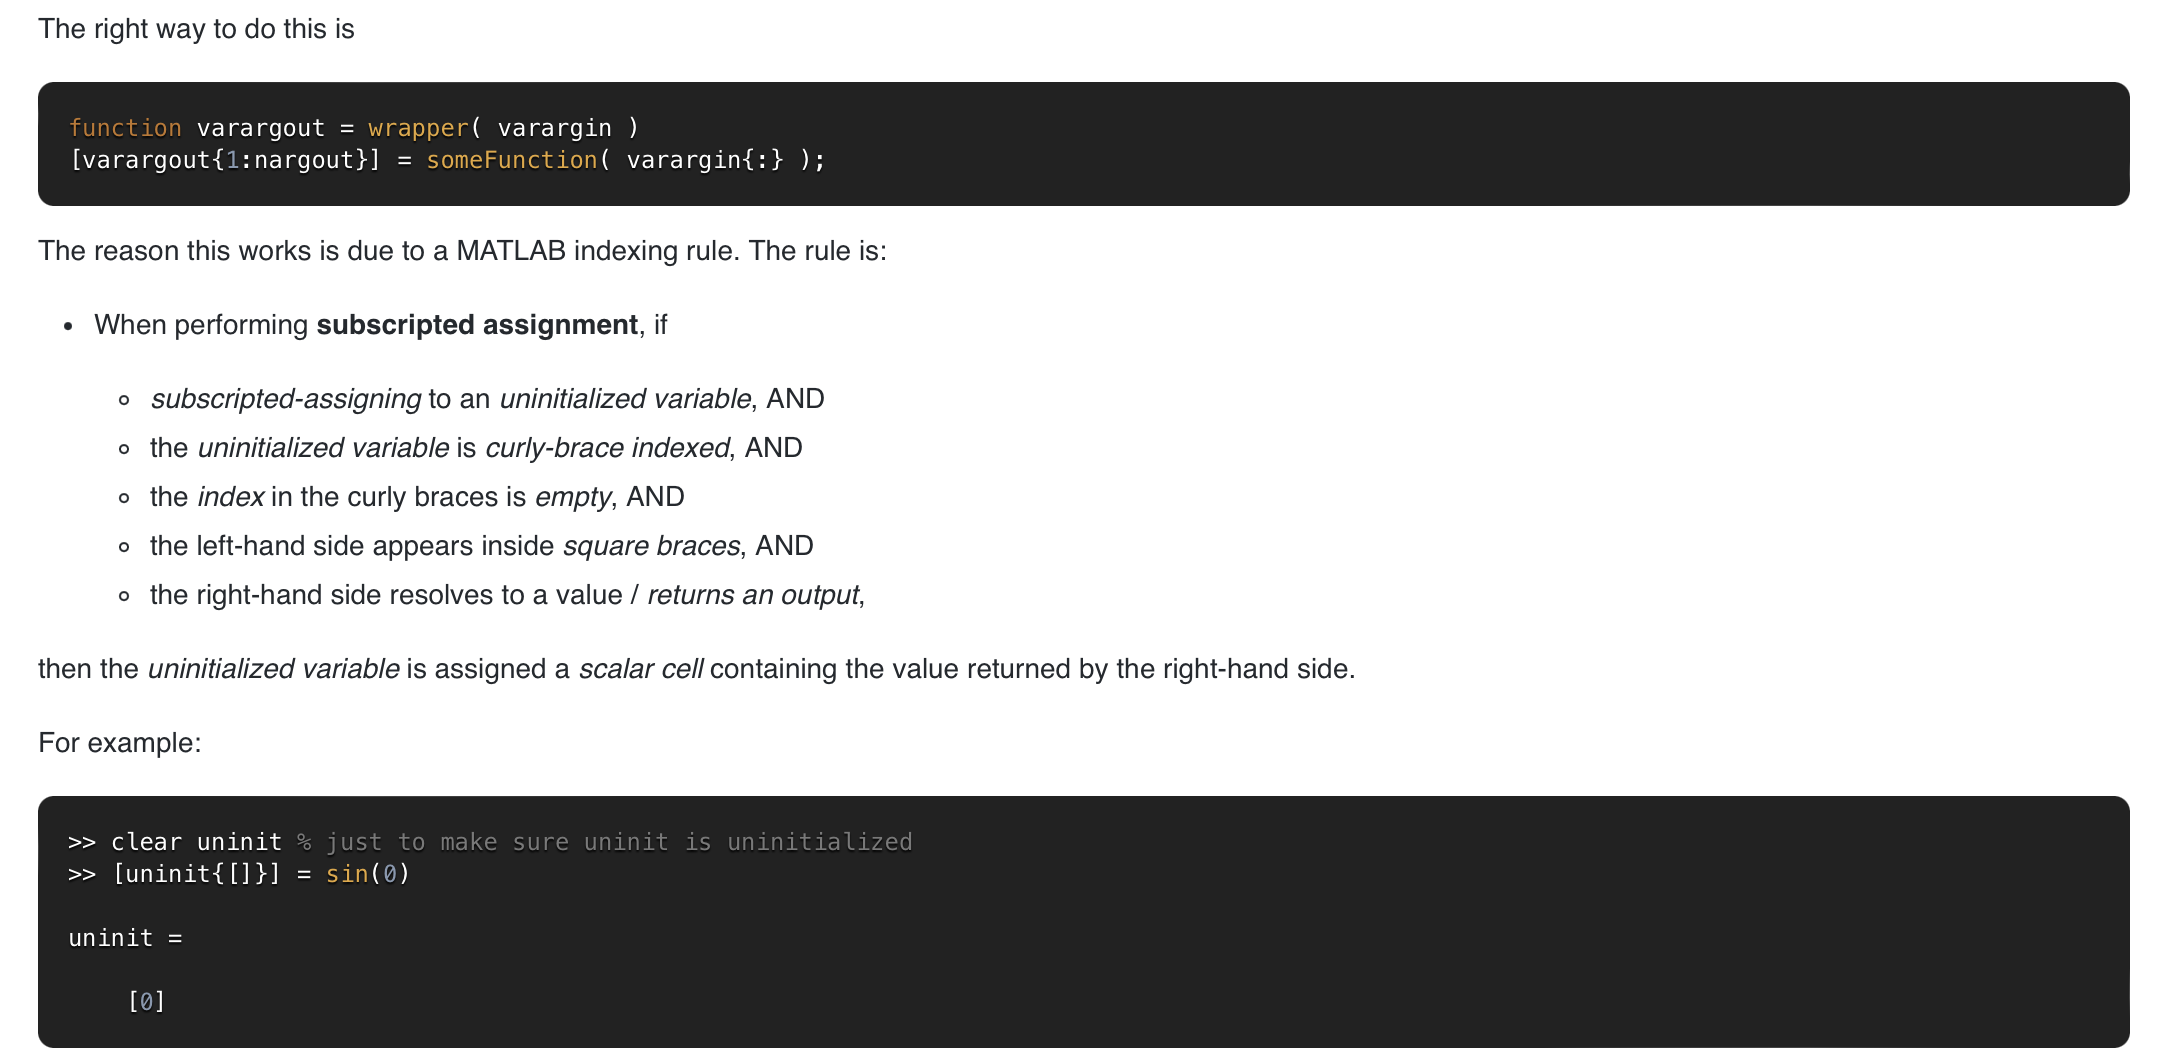 The right way to do this is
function varargout = wrapper( varargin )
[varargout{1:nargout}] = someFunction( varargin{:} );
The reason this works is due to a MATLAB indexing rule. The rule is:
• When performing subscripted assignment, if
◦ subscripted-assigning to an uninitialized variable, AND
◦ the uninitialized variable is curly-brace indexed, AND
◦ the index in the curly braces is empty, AND
◦ the left-hand side appears inside square braces, AND
◦ the right-hand side resolves to a value / returns an output,
then the uninitialized variable is assigned a scalar cell containing the value returned by the right-hand side.
For example:
>> clear uninit % just to make sure uninit is uninitialized
>> [uninit{[]}] = sin(0)
uninit =
[0]